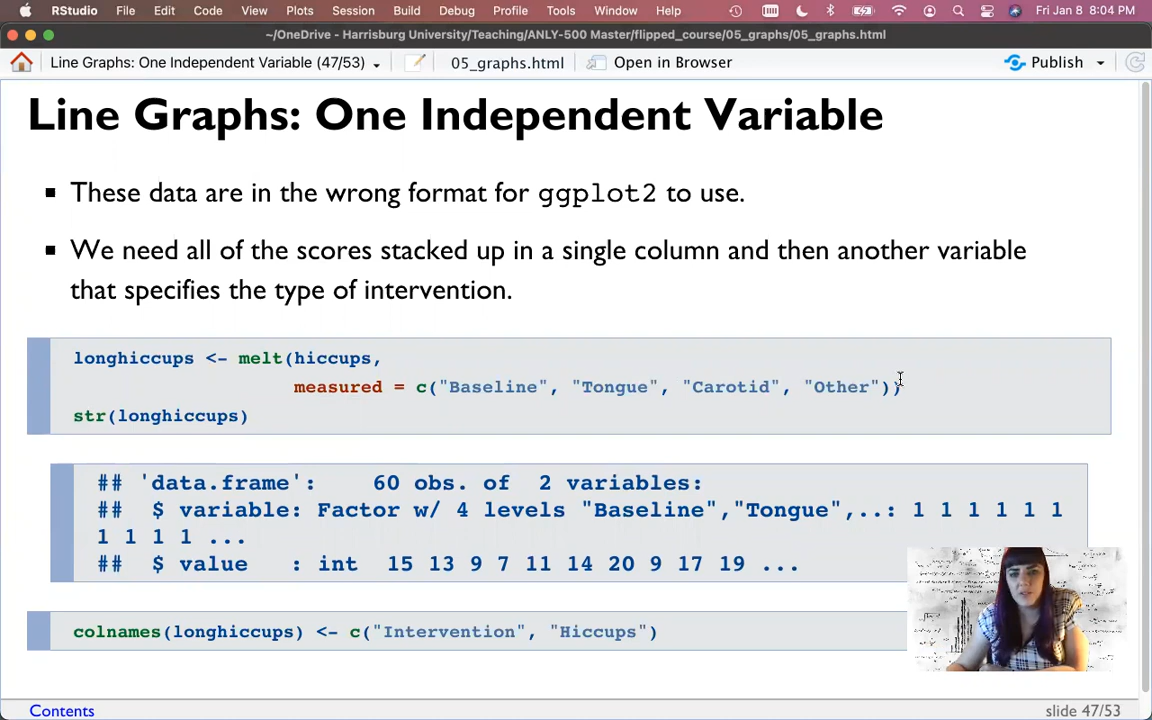 RStudio File Edit Code View Plots Session Build Debug Profile Tools Window Help Fri Jan 8 8:04 PM
~/OneDrive - Harrisburg University/Teaching/ANLY-500 Master/flipped_course/05_graphs/05_graphs.html
Line Graphs: One Independent Variable (47/53) 05_graphs.html Open in Browser Publish
Line Graphs: One Independent Variable
▪ These data are in the wrong format for ggplot2 to use.
▪ We need all of the scores stacked up in a single column and then another variable
that specifies the type of intervention.
longhiccups <- melt(hiccups,
measured = c("Baseline", "Tongue", "Carotid", "Other"))
str(longhiccups)
## 'data.frame':    60 obs. of  2 variables:
##  $ variable: Factor w/ 4 levels "Baseline","Tongue",..: 1 1 1 1 1 1
1 1 1 1 ...
##  $ value   : int  15 13 9 7 11 14 20 9 17 19 ...
colnames(longhiccups) <- c("Intervention", "Hiccups")
Contents slide 47/53